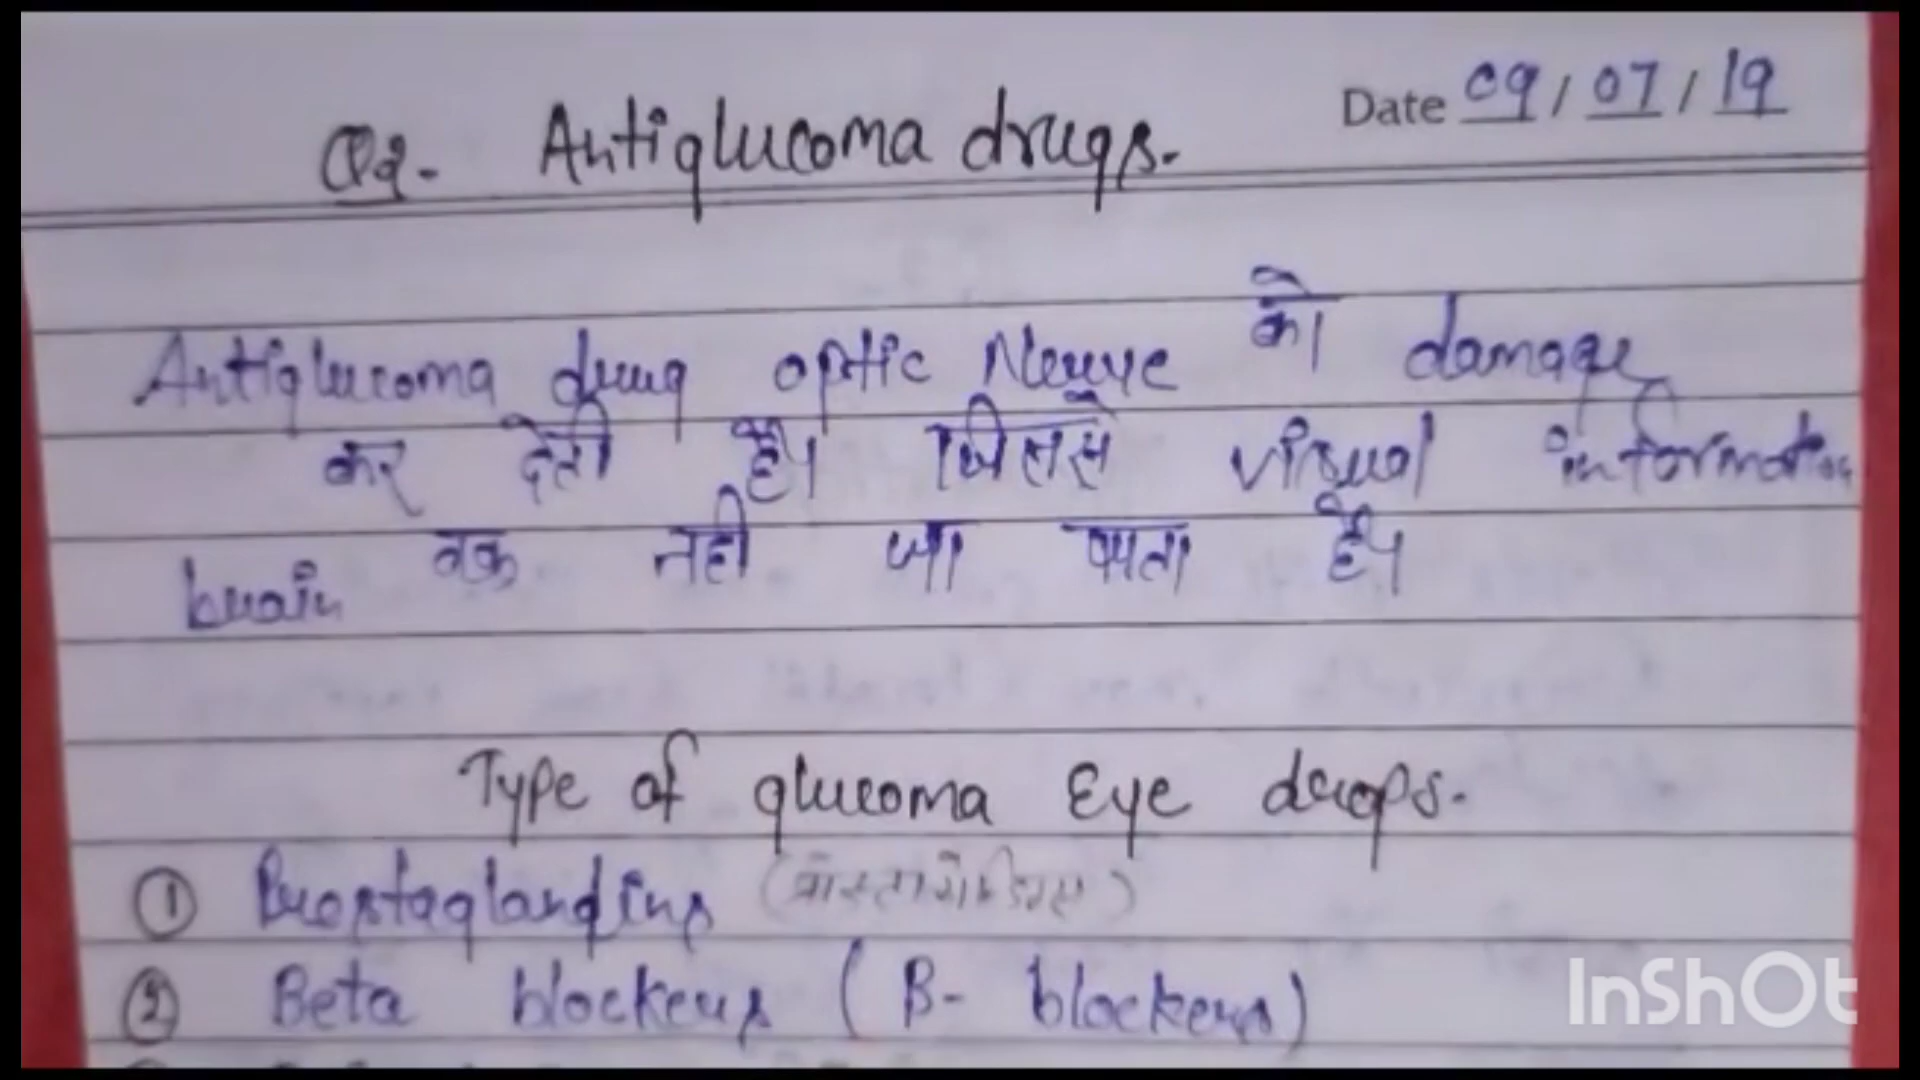 Date 09/07/19
Q2. Antiglucoma drugs.
Antiglucoma drug optic Nerve को damage
कर देती है। जिससे visual information
brain तक नही जा पाता है।
Type of glucoma Eye drops.
① Prostaglandins
② Beta blockers (B- blockers)
InShOt